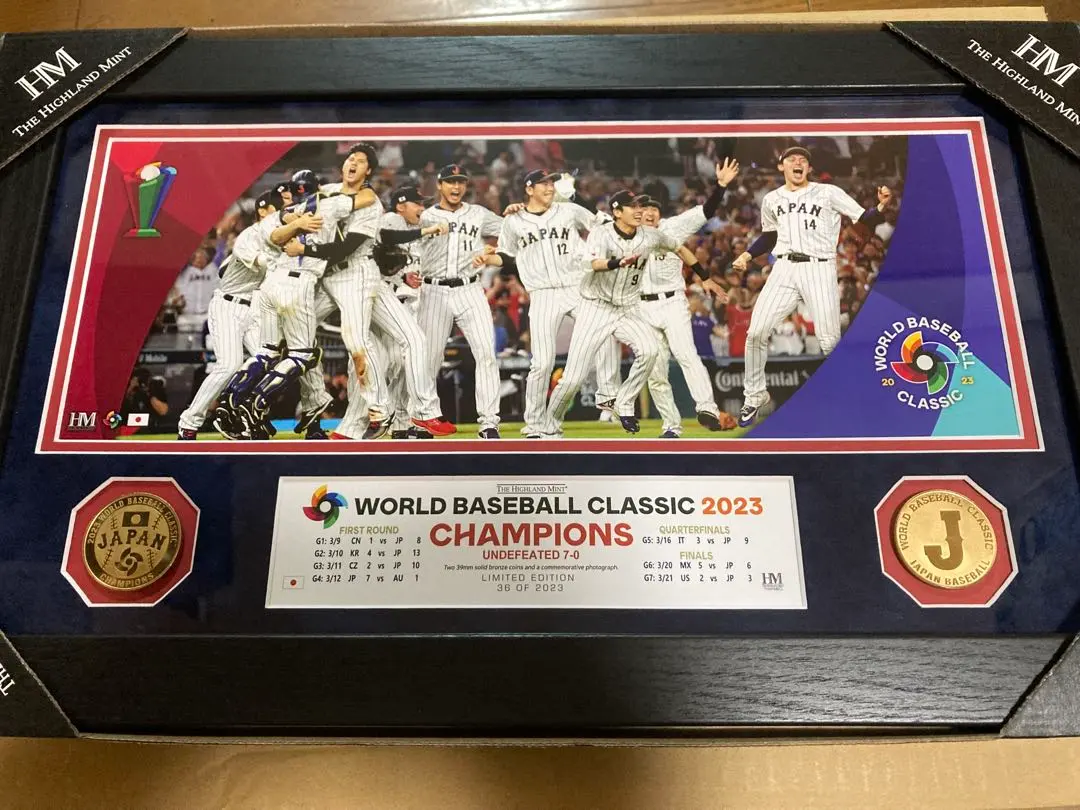 HM
THE HIGHLAND MINT
HM
THE HIGHLAND MINT
JAPAN
11
JAPAN
12
9
JAPAN
14
Mobile
Continental
WORLD BASEBALL
20 23
CLASSIC
HM
2023 WORLD BASEBALL CLASSIC
JAPAN
CHAMPIONS
THE HIGHLAND MINT
WORLD BASEBALL CLASSIC 2023
CHAMPIONS
UNDEFEATED 7-0
FIRST ROUND
G1: 3/9 CN 1 vs JP 8
G2: 3/10 KR 4 vs JP 13
G3: 3/11 CZ 2 vs JP 10
G4: 3/12 JP 7 vs AU 1
QUARTERFINALS
G5: 3/16 IT 3 vs JP 9
FINALS
G6: 3/20 MX 5 vs JP 6
G7: 3/21 US 2 vs JP 3
Two 39mm solid bronze coins and a commemorative photograph.
LIMITED EDITION
36 OF 2023
HM
WORLD BASEBALL CLASSIC
J
JAPAN BASEBALL
THE